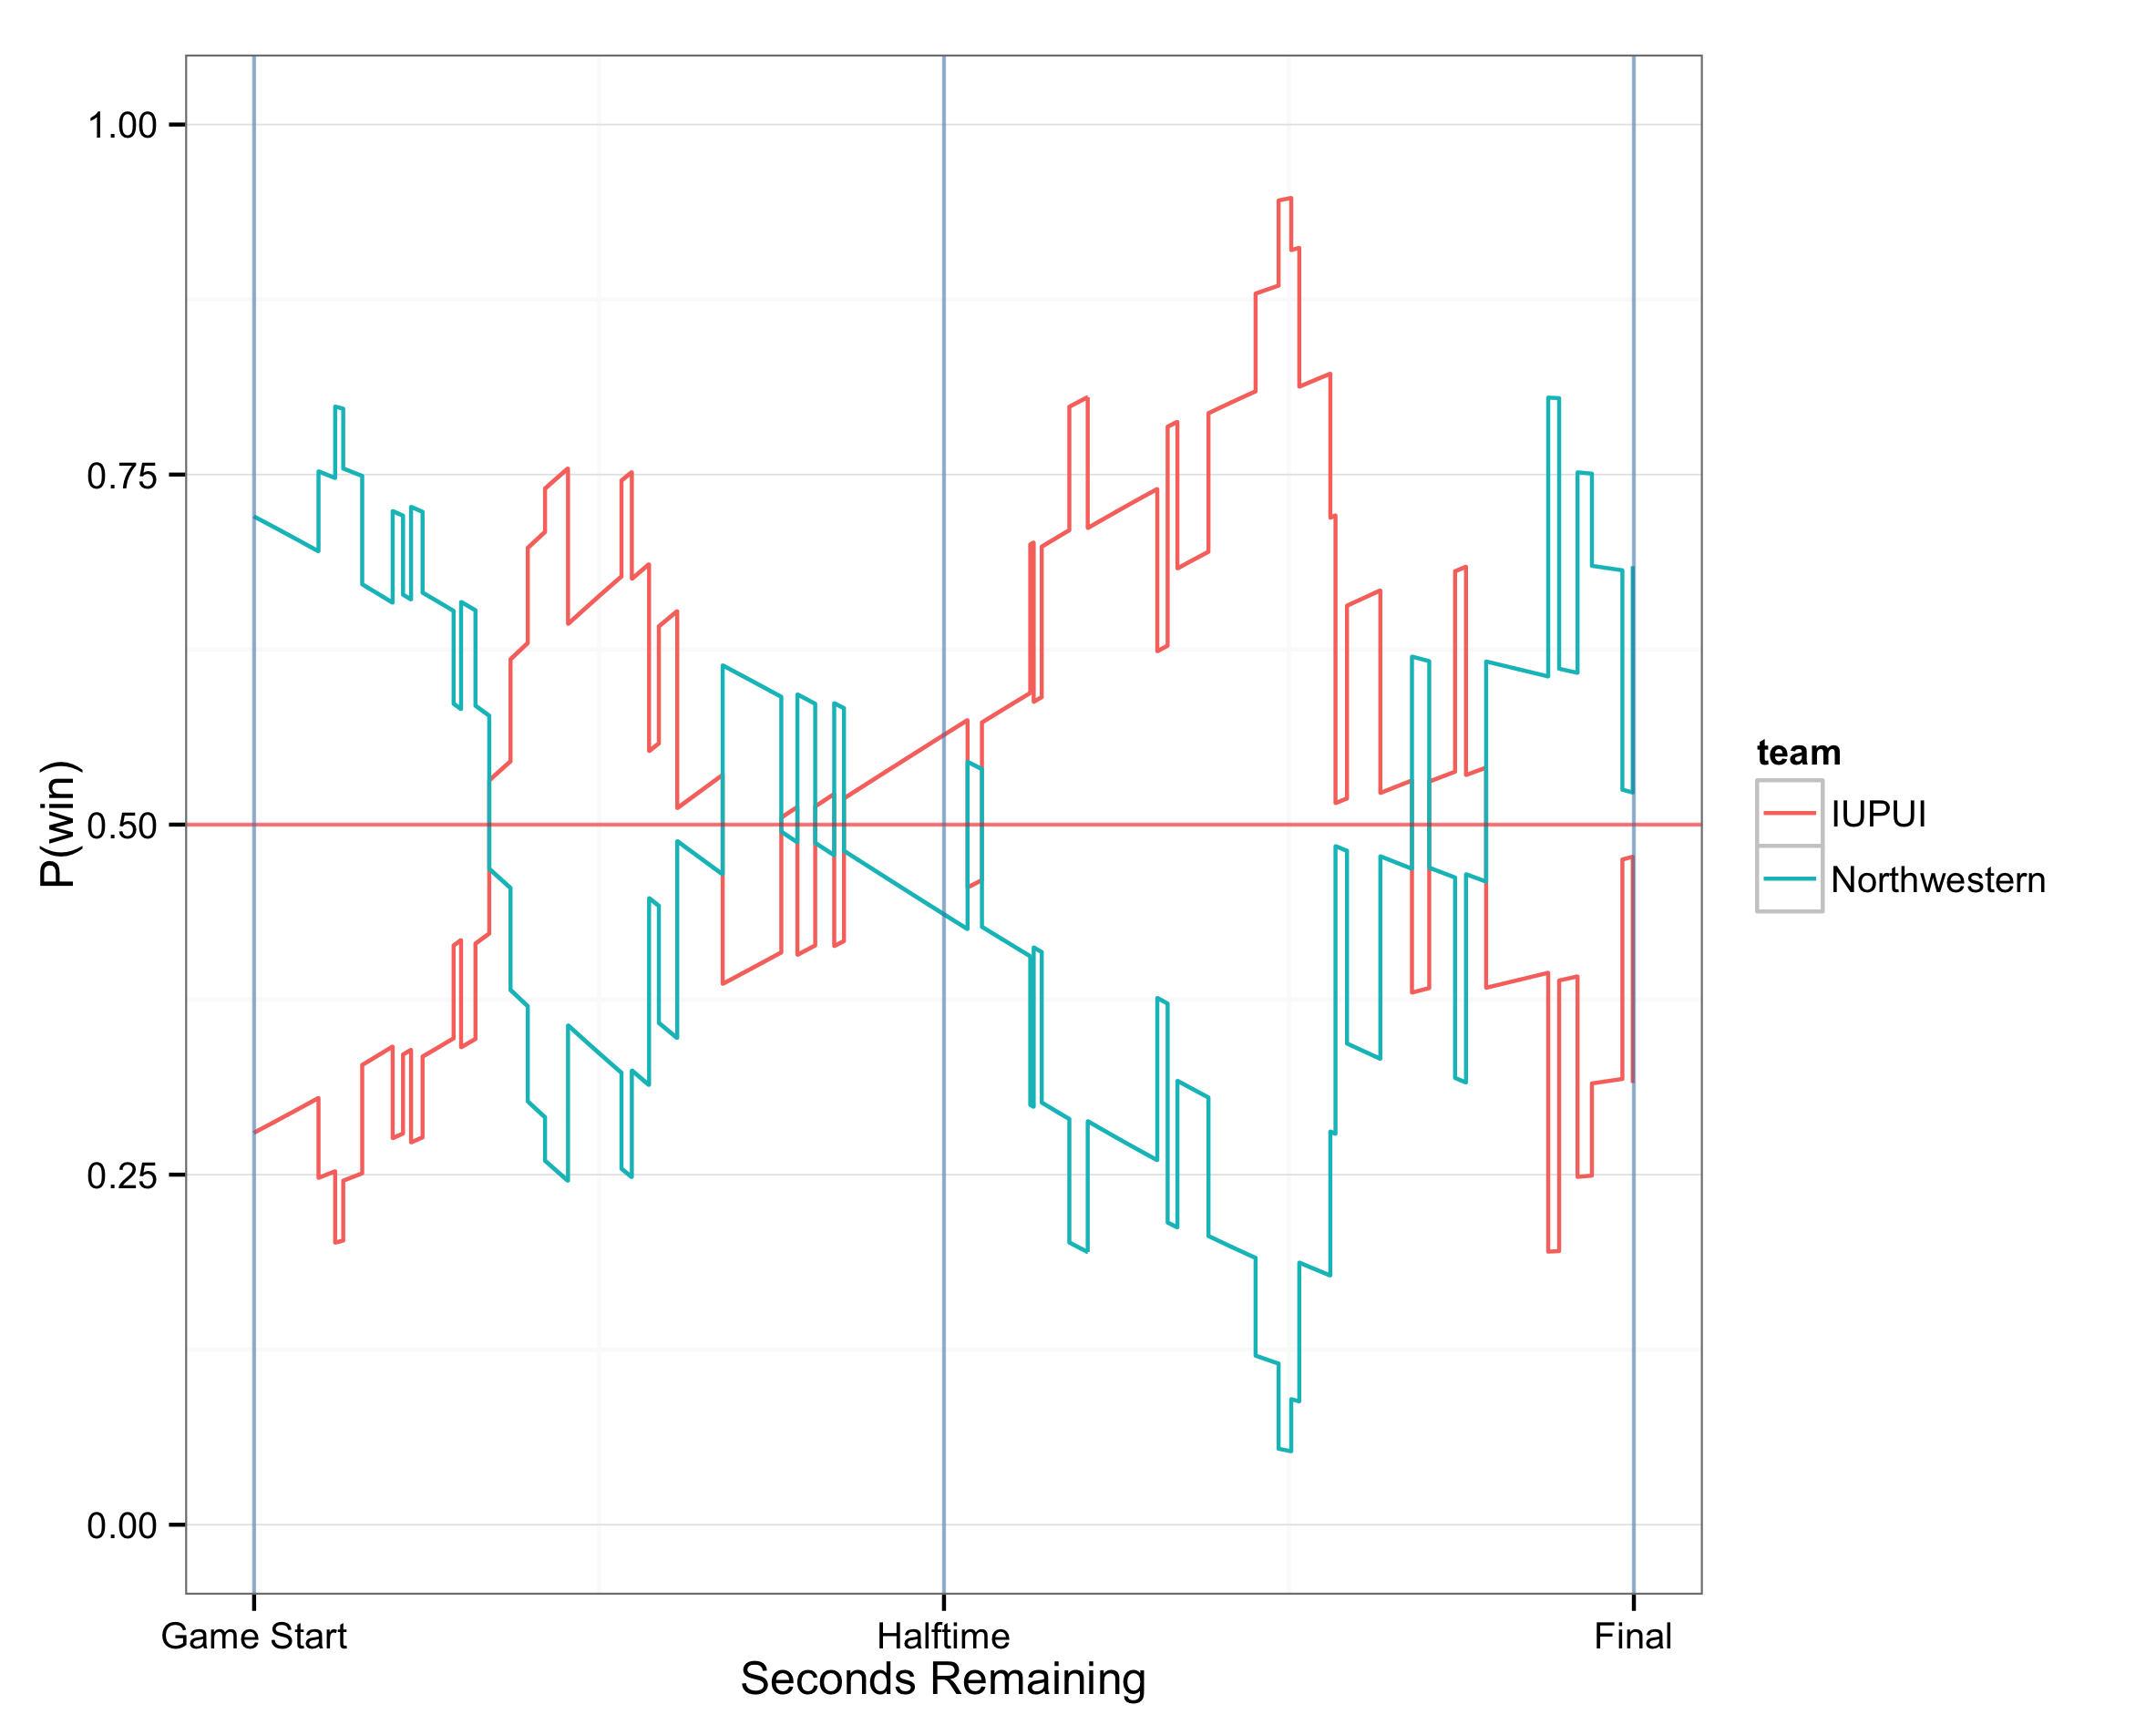 1.00
0.75
0.50
0.25
0.00
P(win)
Game Start
Halftime
Final
Seconds Remaining
team
IUPUI
Northwestern